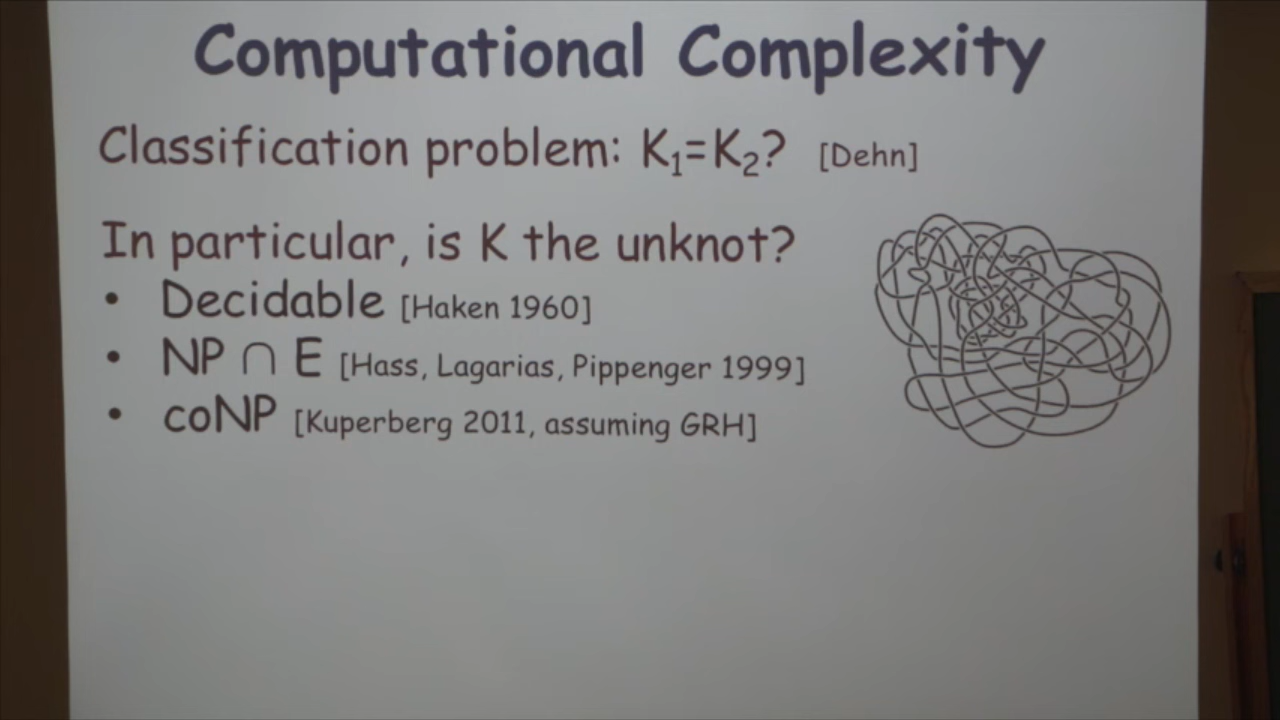 Computational Complexity
Classification problem: K₁=K₂? [Dehn]
In particular, is K the unknot?
• Decidable [Haken 1960]
• NP ∩ E [Hass, Lagarias, Pippenger 1999]
• coNP [Kuperberg 2011, assuming GRH]